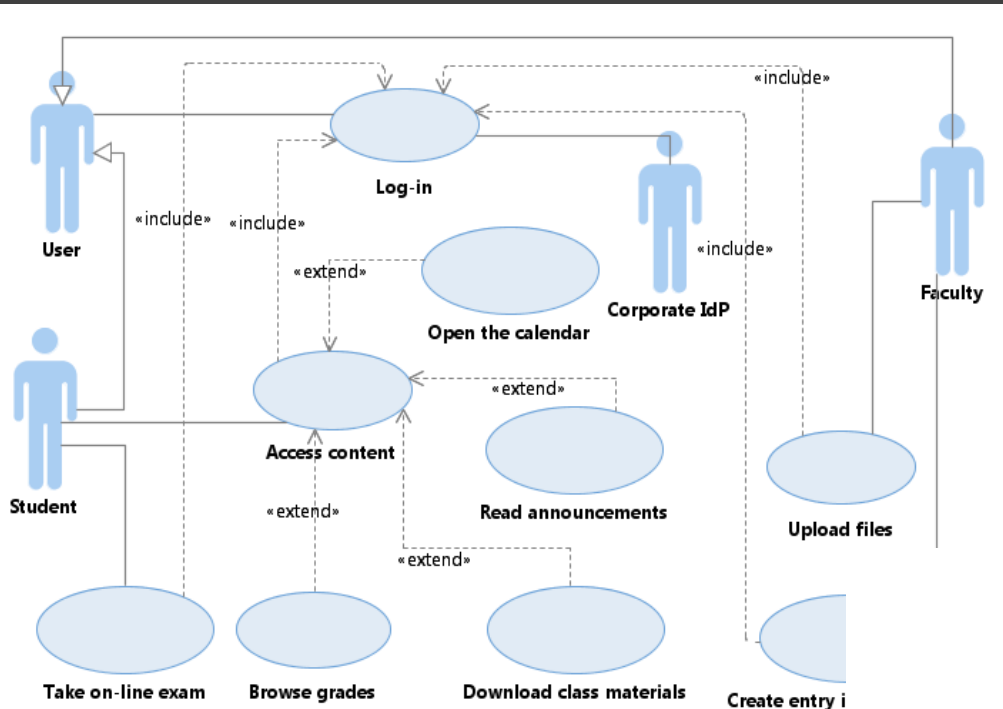 «include»
Log-in
«include»
«include»
User
«include»
«extend»
Faculty
Corporate IdP
Open the calendar
«extend»
Access content
Student
«extend»
Read announcements
Upload files
«extend»
Take on-line exam
Browse grades
Download class materials
Create entry i